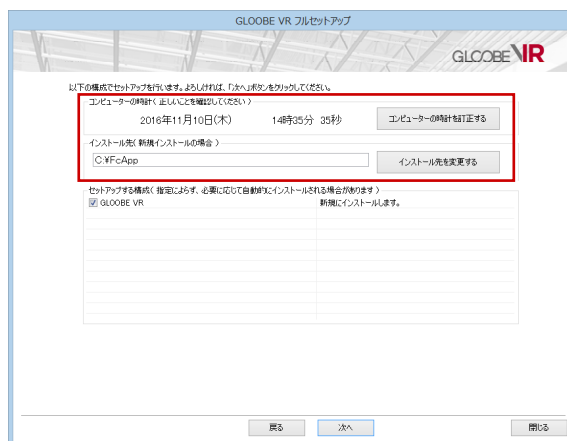 GLOOBE VR フルセットアップ
GLOOBE VR
以下の構成でセットアップを行います。よろしければ、「次へ」ボタンをクリックしてください。
コンピューターの時計( 正しいことを確認してください )
2016年11月10日(木) 14時35分 35秒 コンピューターの時計を訂正する
インストール先( 新規インストールの場合 )
C:¥FcApp インストール先を変更する
セットアップする構成( 指定によらず、必要に応じて自動的にインストールされる場合があります )
GLOOBE VR 新規にインストールします。
戻る 次へ 閉じる